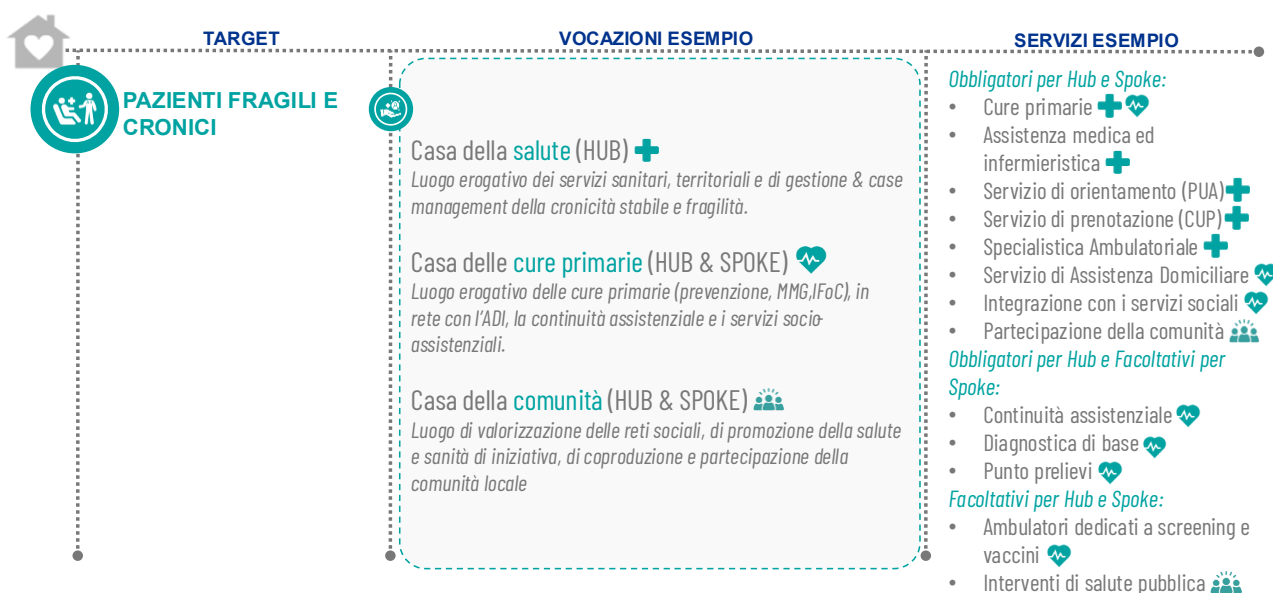 TARGET
VOCAZIONI ESEMPIO
SERVIZI ESEMPIO
PAZIENTI FRAGILI E
CRONICI
Casa della salute (HUB)
Luogo erogativo dei servizi sanitari, territoriali e di gestione & case
management della cronicità stabile e fragilità.
Casa delle cure primarie (HUB & SPOKE)
Luogo erogativo delle cure primarie (prevenzione, MMG,IFoC), in
rete con l'ADI, la continuità assistenziale e i servizi socio-
assistenziali.
Casa della comunità (HUB & SPOKE)
Luogo di valorizzazione delle reti sociali, di promozione della salute
e sanità di iniziativa, di coproduzione e partecipazione della
comunità locale
Obbligatori per Hub e Spoke:
• Cure primarie
• Assistenza medica ed
infermieristica
• Servizio di orientamento (PUA)
• Servizio di prenotazione (CUP)
• Specialistica Ambulatoriale
• Servizio di Assistenza Domiciliare
• Integrazione con i servizi sociali
• Partecipazione della comunità
Obbligatori per Hub e Facoltativi per
Spoke:
• Continuità assistenziale
• Diagnostica di base
• Punto prelievi
Facoltativi per Hub e Spoke:
• Ambulatori dedicati a screening e
vaccini
• Interventi di salute pubblica